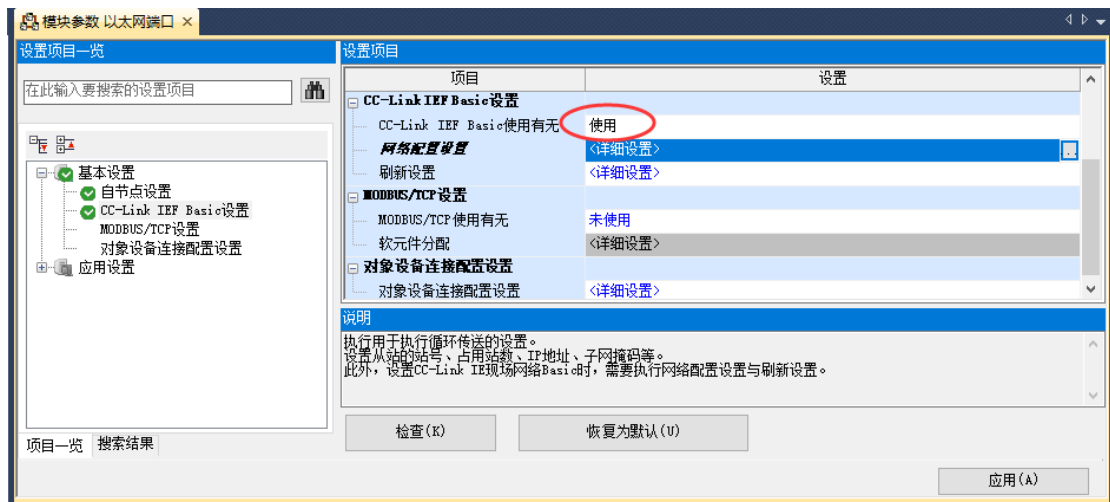 模块参数 以太网端口
设置项目一览
在此输入要搜索的设置项目
基本设置
自节点设置
CC-Link IEF Basic设置
MODBUS/TCP设置
对象设备连接配置设置
应用设置
项目一览 搜索结果
设置项目
项目 设置
CC-Link IEF Basic设置
CC-Link IEF Basic使用有无 使用
网络配置设置 <详细设置>
刷新设置 <详细设置>
MODBUS/TCP设置
MODBUS/TCP使用有无 未使用
软元件分配 <详细设置>
对象设备连接配置设置
对象设备连接配置设置 <详细设置>
说明
执行用于执行循环传送的设置。
设置从站的站号、占用站数、IP地址、子网掩码等。
此外，设置CC-Link IE现场网络Basic时，需要执行网络配置设置与刷新设置。
检查(K) 恢复为默认(U)
应用(A)